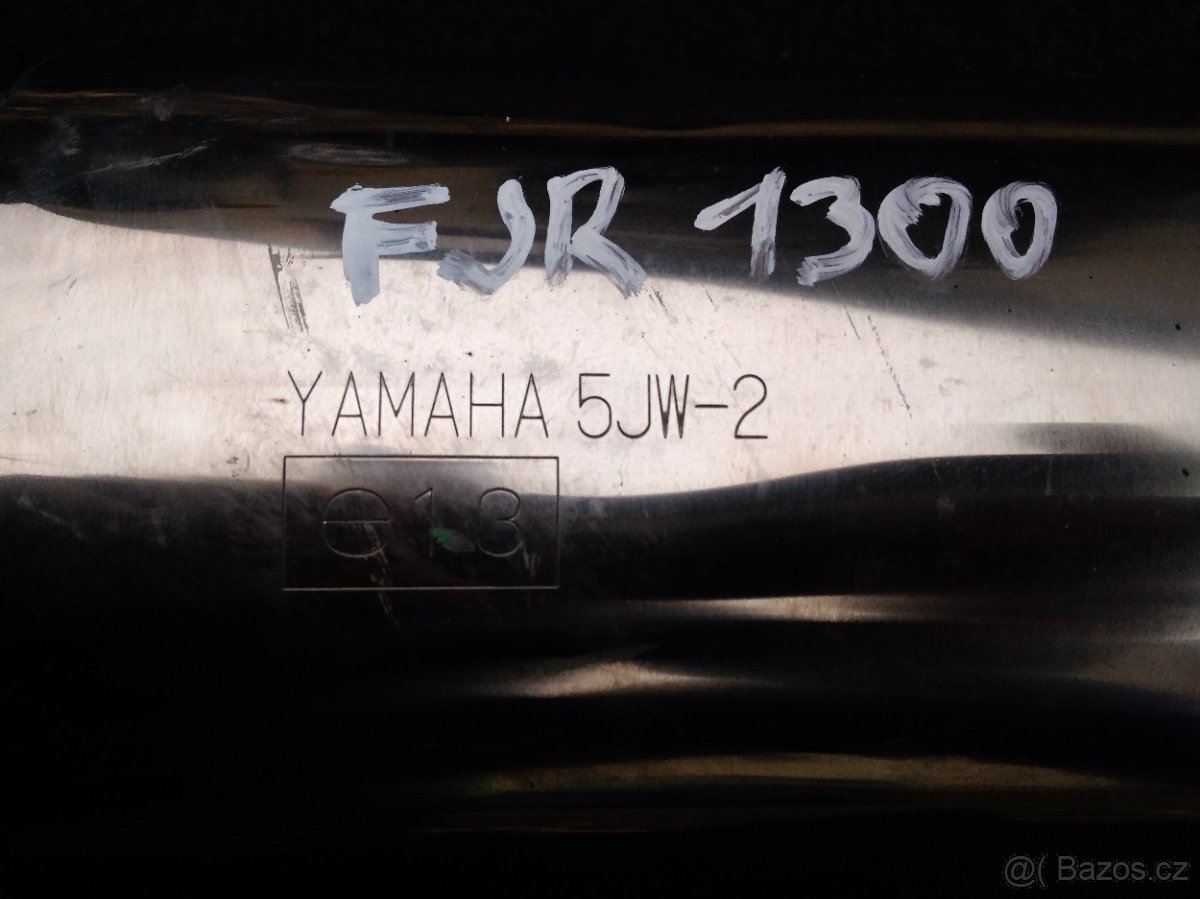 FJR 1300
YAMAHA 5JW-2
e13
@( Bazos.cz